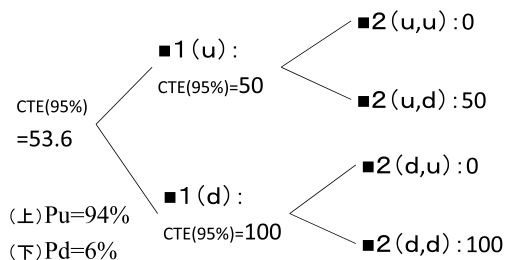 ■2(u,u):0
■1(u):
CTE(95%)=50
■2(u,d):50
CTE(95%)
=53.6
■2(d,u):0
■1(d):
CTE(95%)=100
■2(d,d):100
(上)Pu=94%
(下)Pd=6%